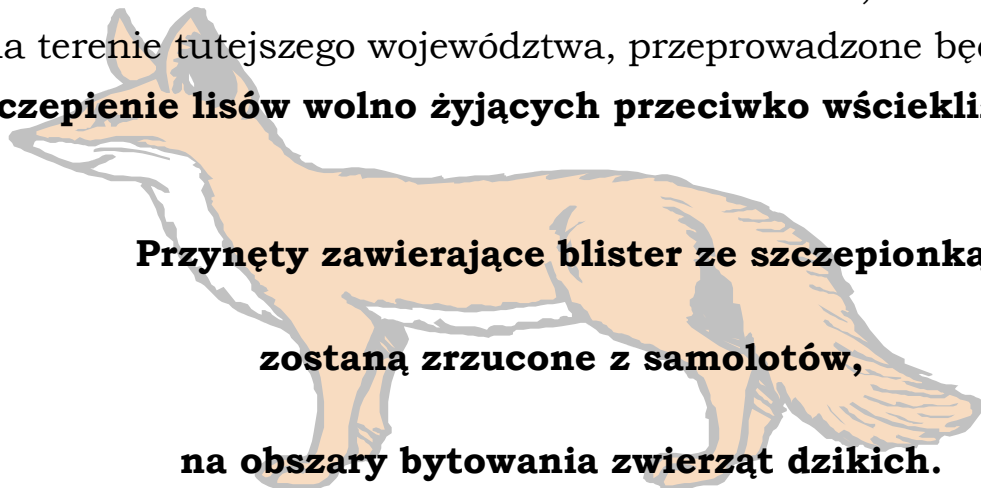 a terenie tutejszego województwa, przeprowadzone bę
czepienie lisów wolno żyjących przeciwko wściekli
Przynęty zawierające blister ze szczepionką
zostaną zrzucone z samolotów,
na obszary bytowania zwierząt dzikich.